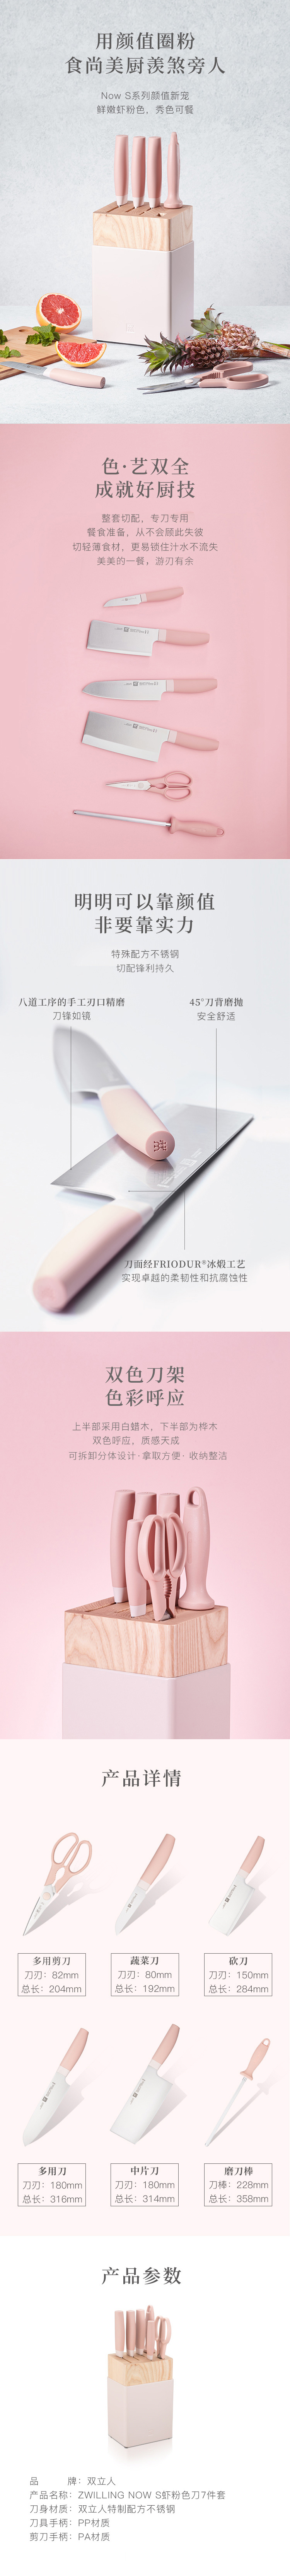 用颜值圈粉
食尚美厨羡煞旁人
Now S系列颜值新宠
鲜嫩虾粉色，秀色可餐
色·艺双全
成就好厨技
整套切配，专刀专用
餐食准备，从不会顾此失彼
切轻薄食材，更易锁住汁水不流失
美美的一餐，游刃有余
明明可以靠颜值
非要靠实力
特殊配方不锈钢
切配锋利持久
八道工序的手工刃口精磨
刀锋如镜
45°刀背磨抛
安全舒适
刀面经FRIODUR®冰煅工艺
实现卓越的柔韧性和抗腐蚀性
双色刀架
色彩呼应
上半部采用白蜡木，下半部为桦木
双色呼应，质感天成
可拆卸分体设计·拿取方便·收纳整洁
产品详情
多用剪刀
刀刃：82mm
总长：204mm
蔬菜刀
刀刃：80mm
总长：192mm
砍刀
刀刃：150mm
总长：284mm
多用刀
刀刃：180mm
总长：316mm
中片刀
刀刃：180mm
总长：314mm
磨刀棒
刀棒：228mm
总长：358mm
产品参数
品 牌：双立人
产品名称：ZWILLING NOW S虾粉色刀7件套
刀身材质：双立人特制配方不锈钢
刀具手柄：PP材质
剪刀手柄：PA材质